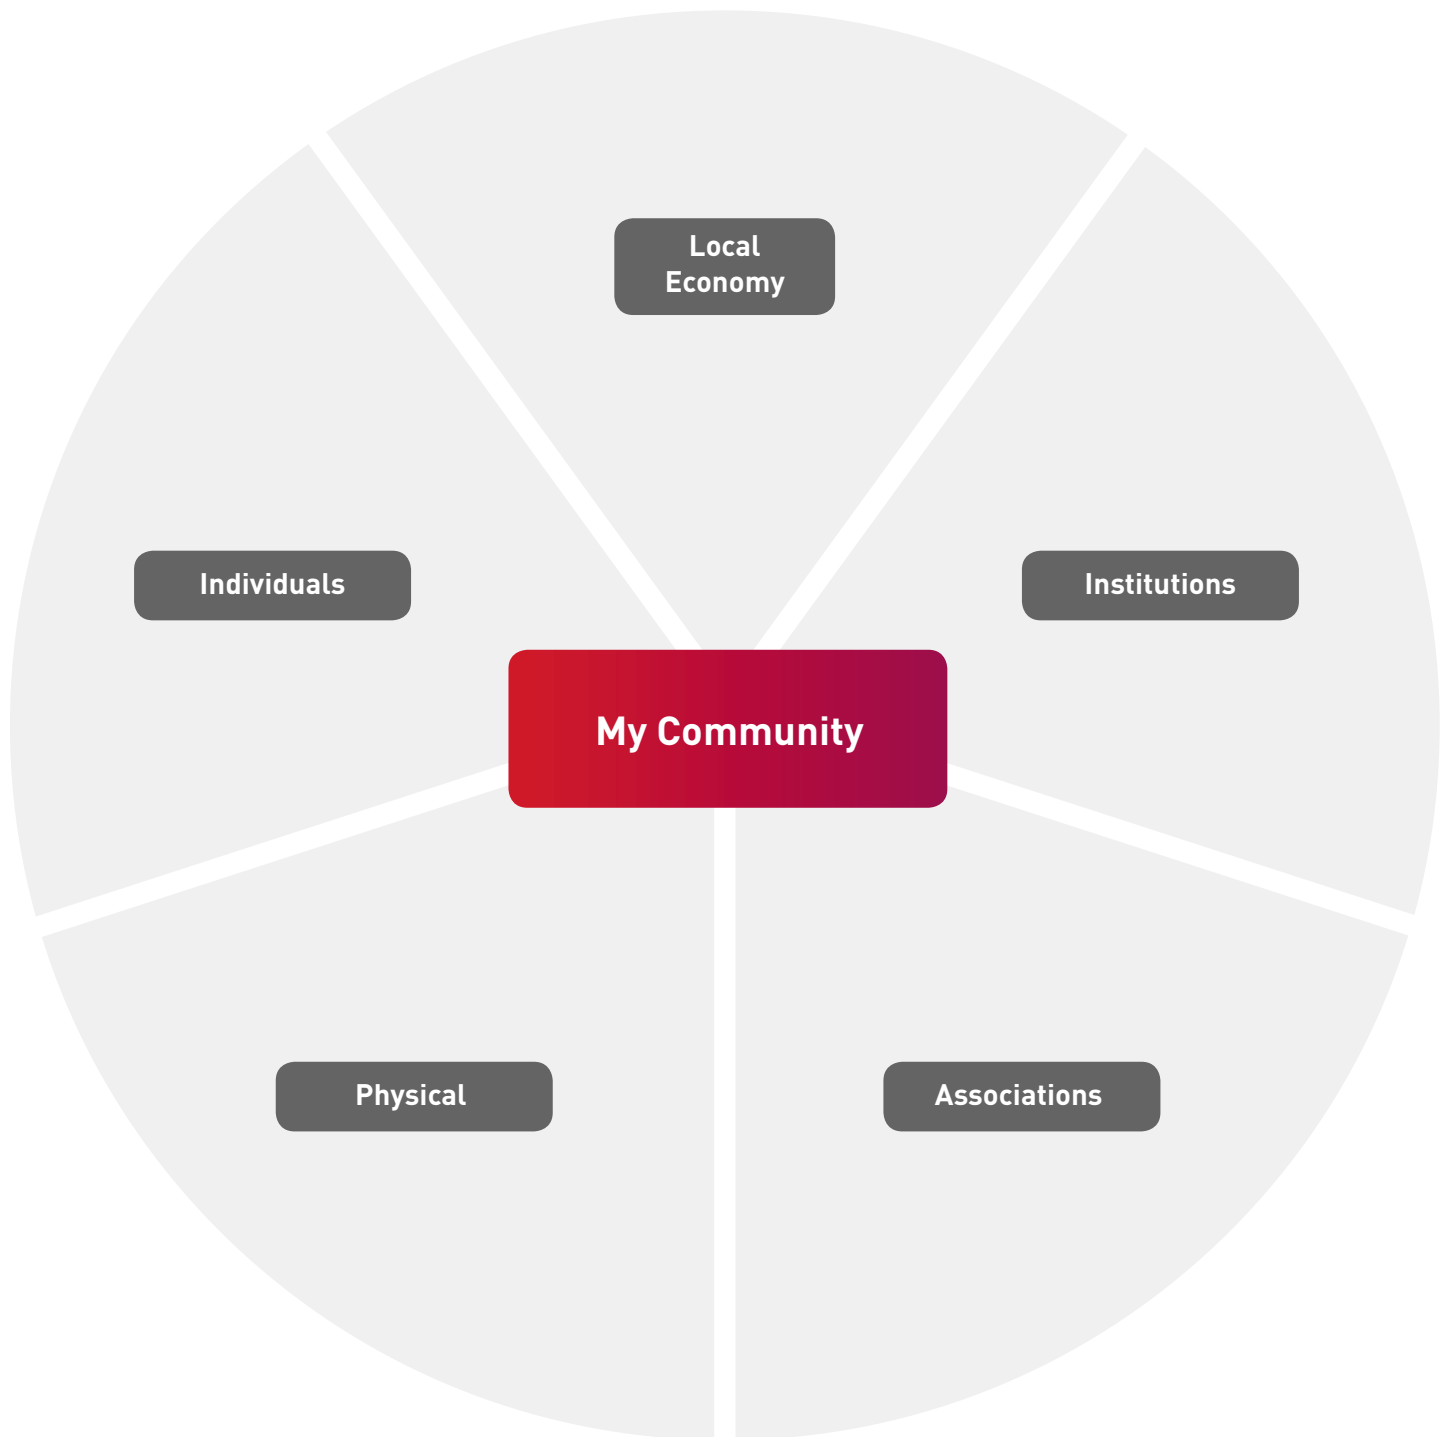 Local
Economy
Individuals
Institutions
My Community
Physical
Associations